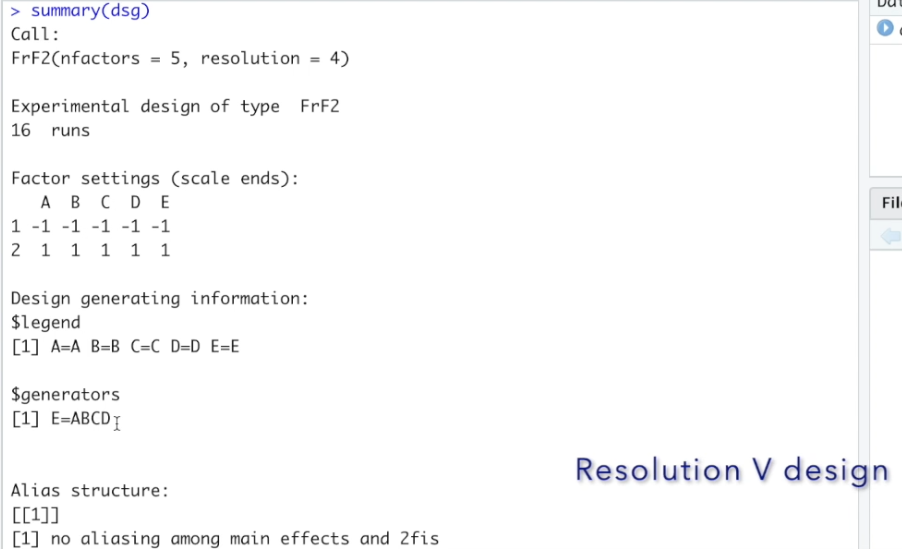 > summary(dsg)
Call:
FrF2(nfactors = 5, resolution = 4)
Experimental design of type  FrF2
16  runs
Factor settings (scale ends):
   A  B  C  D  E
1 -1 -1 -1 -1 -1
2  1  1  1  1  1
Design generating information:
$legend
[1] A=A B=B C=C D=D E=E
$generators
[1] E=ABCD
Resolution V design
Alias structure:
[[1]]
[1] no aliasing among main effects and 2fis